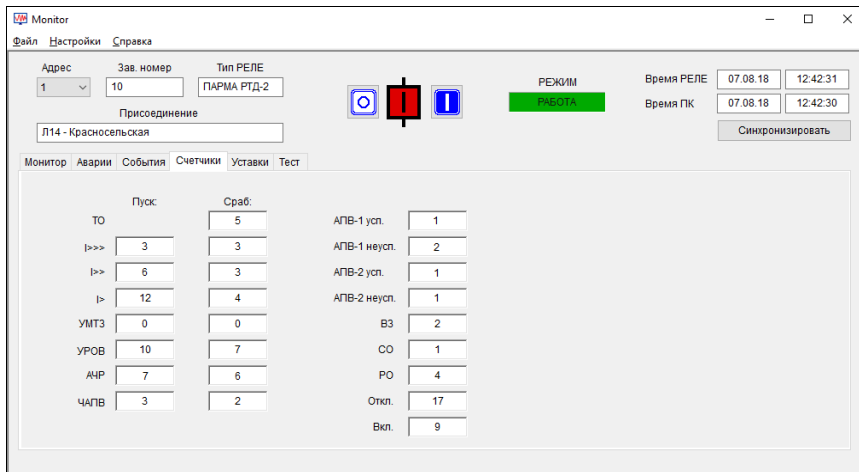 Monitor
Файл Настройки Справка
Адрес Зав. номер Тип РЕЛЕ
1 10 ПАРМА РТД-2
Присоединение
Л14 - Красносельская
РЕЖИМ
РАБОТА
Время РЕЛЕ 07.08.18 12:42:31
Время ПК 07.08.18 12:42:30
Синхронизировать
Монитор Аварии События Счетчики Уставки Тест
Пуск: Сраб:
ТО 5 АПВ-1 усп. 1
I>>> 3 3 АПВ-1 неусп. 2
I>> 6 3 АПВ-2 усп. 1
I> 12 4 АПВ-2 неусп. 1
УМТЗ 0 0 ВЗ 2
УРОВ 10 7 СО 1
АЧР 7 6 РО 4
ЧАПВ 3 2 Откл. 17
Вкл. 9